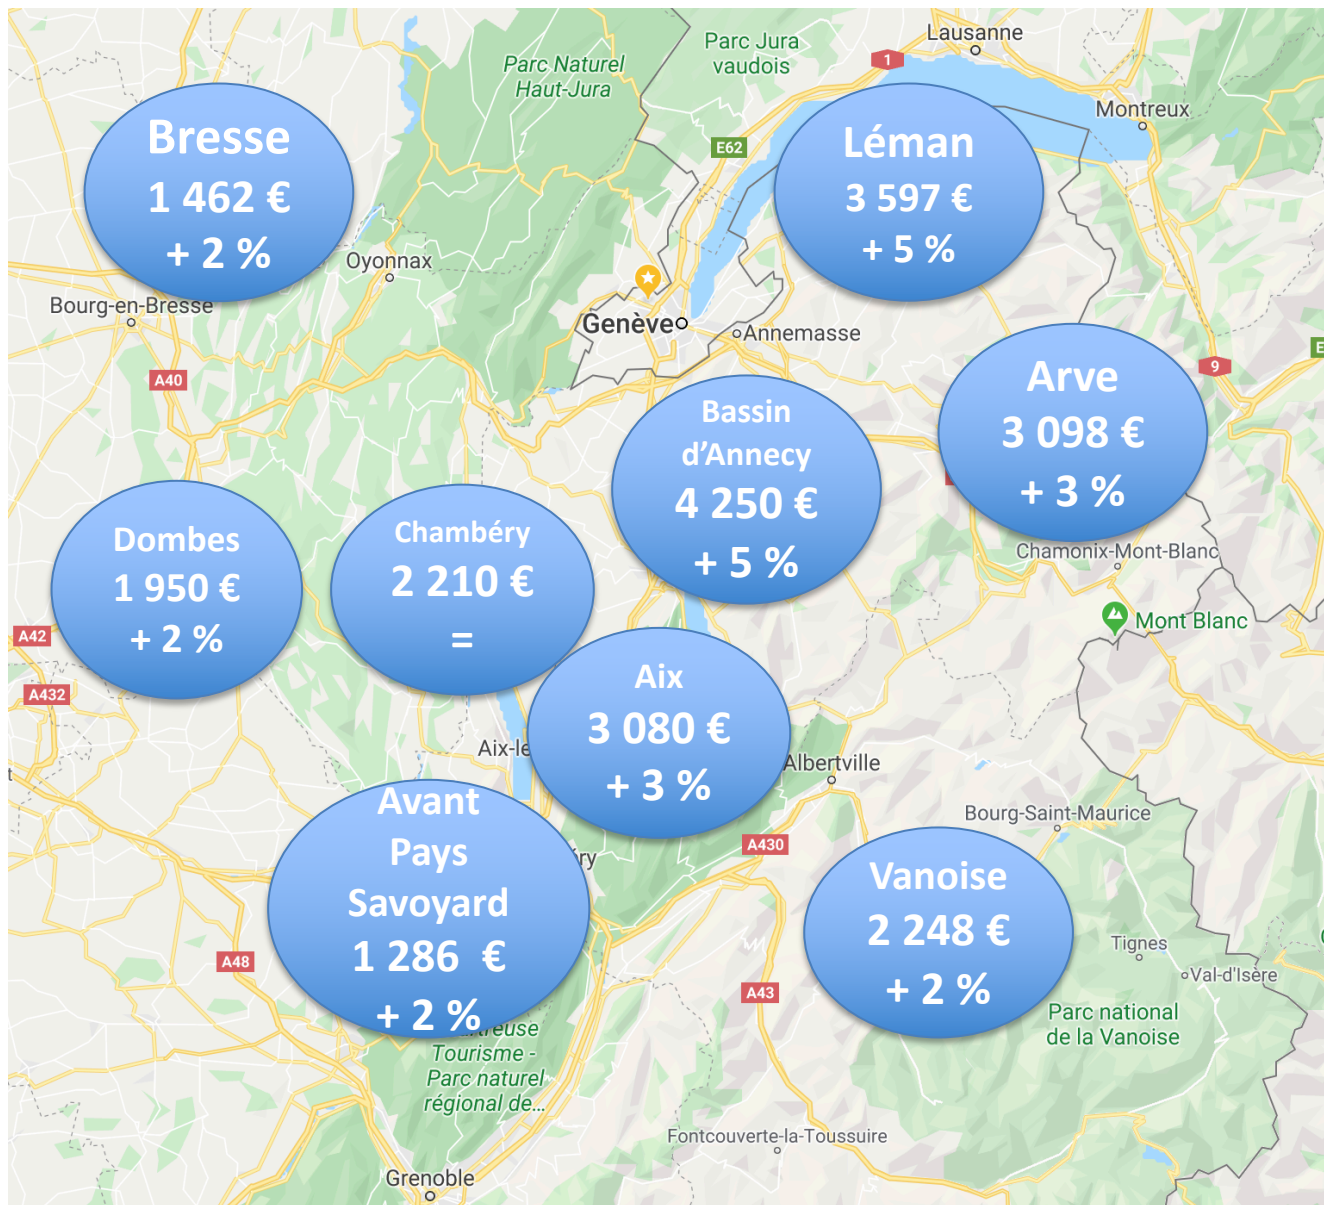 Lausanne
Parc Jura
vaudois
Parc Naturel
Haut-Jura
1
Montreux
Bresse
1 462 €
+ 2 %
E62
Léman
3 597 €
+ 5 %
Oyonnax
Bourg-en-Bresse
Genève
Annemasse
A40
9
E
Arve
3 098 €
+ 3 %
Bassin
d’Annecy
4 250 €
+ 5 %
Dombes
1 950 €
+ 2 %
Chambéry
2 210 €
=
Chamonix-Mont-Blanc
Mont Blanc
A42
A432
Aix
3 080 €
+ 3 %
Aix-le
Albertville
Avant
Pays
Savoyard
1 286 €
+ 2 %
ry
A430
Bourg-Saint-Maurice
Vanoise
2 248 €
+ 2 %
Tignes
Val-d'Isère
A48
A43
Parc national
de la Vanoise
treuse
Tourisme -
Parc naturel
régional de...
Fontcouverte-la-Toussuire
Grenoble